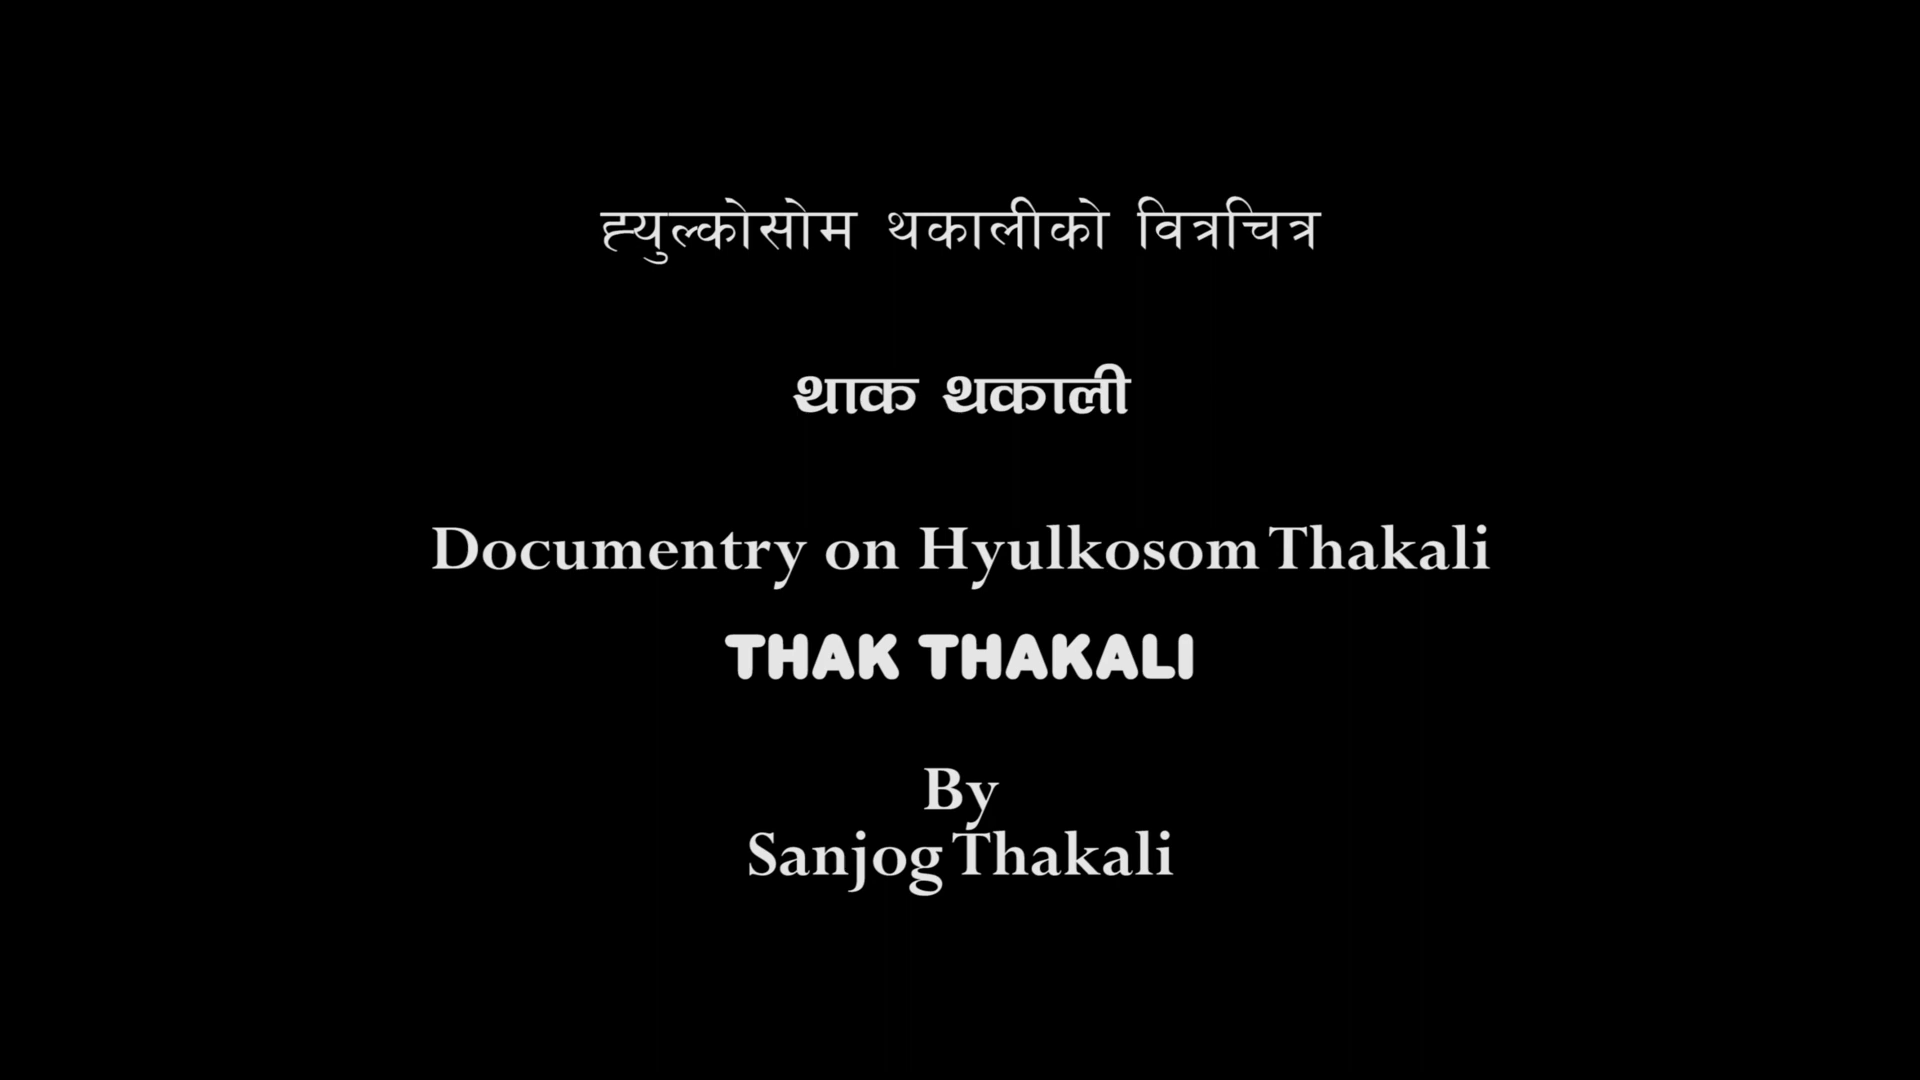 ह्युल्कोसोम थकालीको वित्रचित्र
थाक थकाली
Documentry on Hyulkosom Thakali
THAK THAKALI
By
Sanjog Thakali